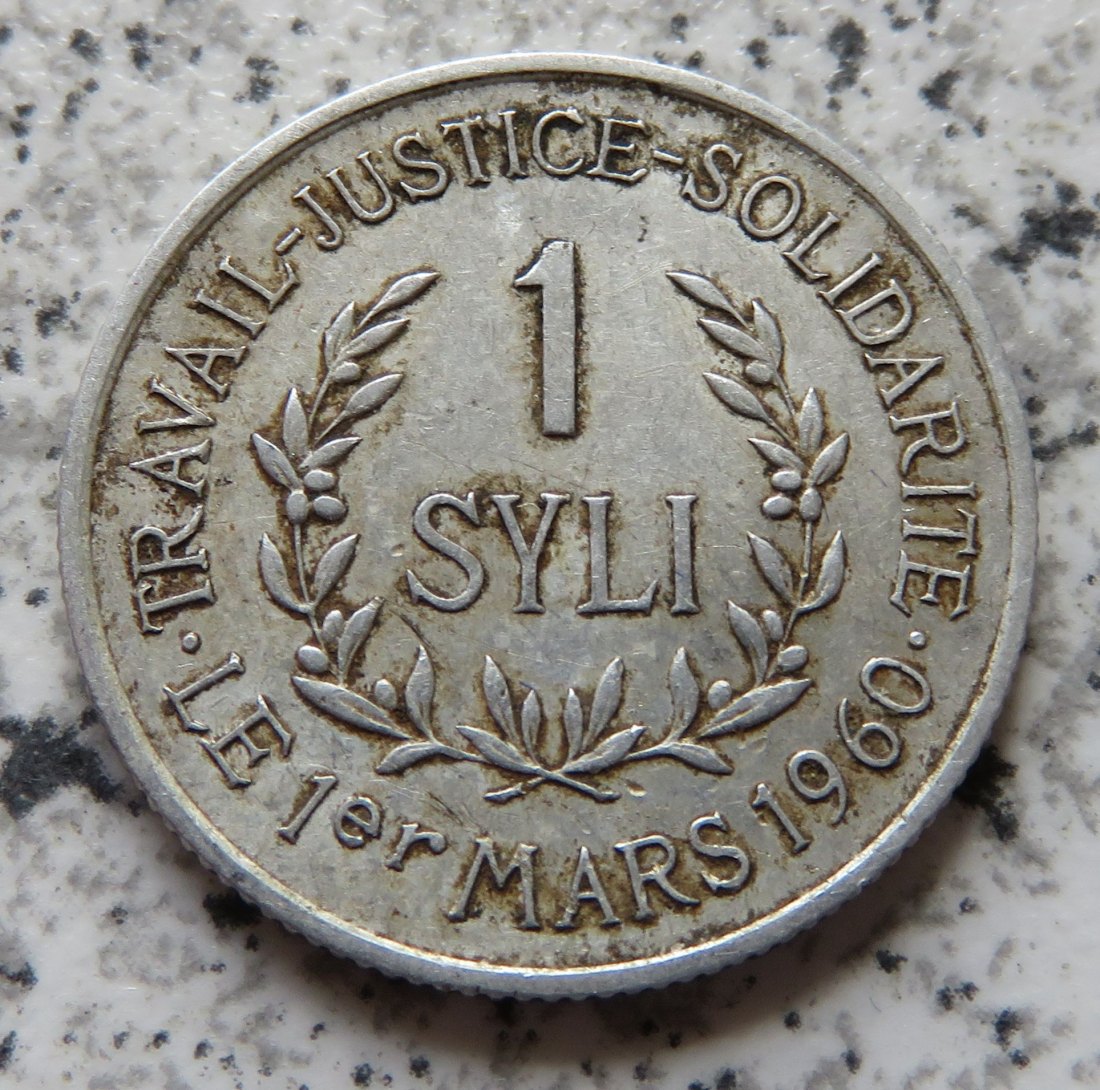 TRAVAIL-JUSTICE-SOLIDARITE
1
SYLI
· LE 1er MARS 1960 ·